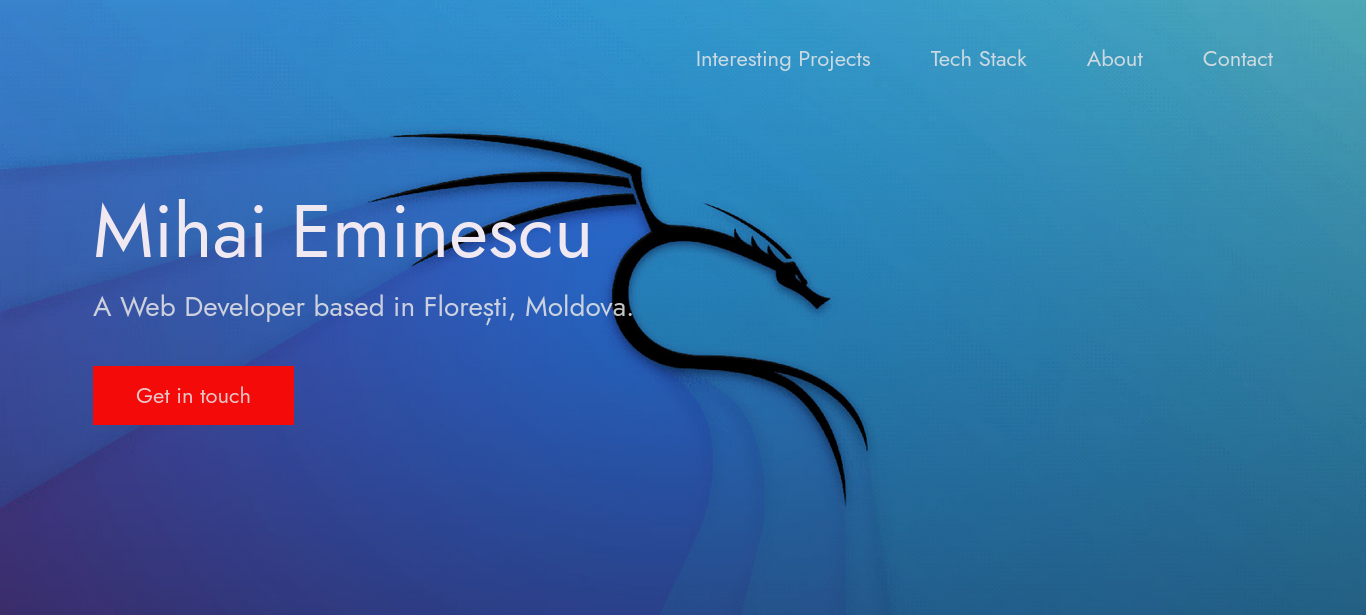 Interesting Projects Tech Stack About Contact
Mihai Eminescu
A Web Developer based in Florești, Moldova.
Get in touch